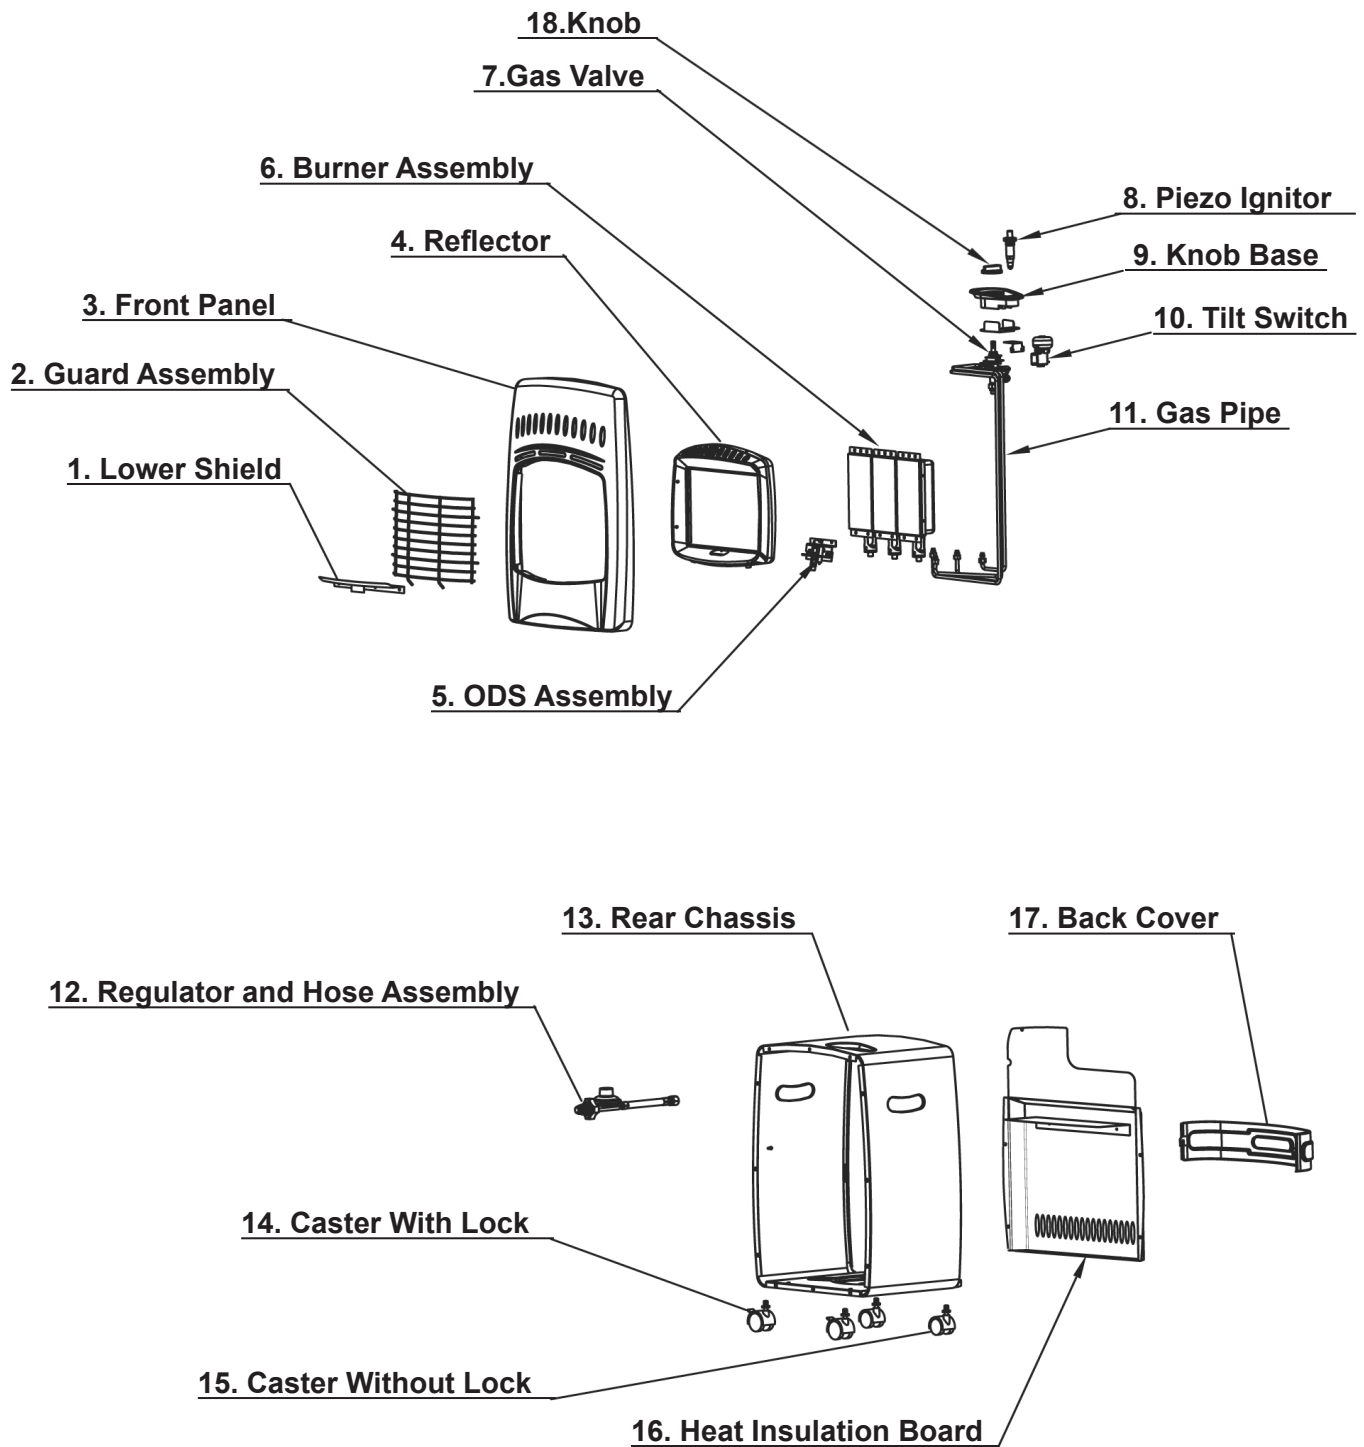 18.Knob
7.Gas Valve
6. Burner Assembly
8. Piezo Ignitor
4. Reflector
9. Knob Base
3. Front Panel
10. Tilt Switch
2. Guard Assembly
11. Gas Pipe
1. Lower Shield
5. ODS Assembly
13. Rear Chassis
17. Back Cover
12. Regulator and Hose Assembly
14. Caster With Lock
15. Caster Without Lock
16. Heat Insulation Board